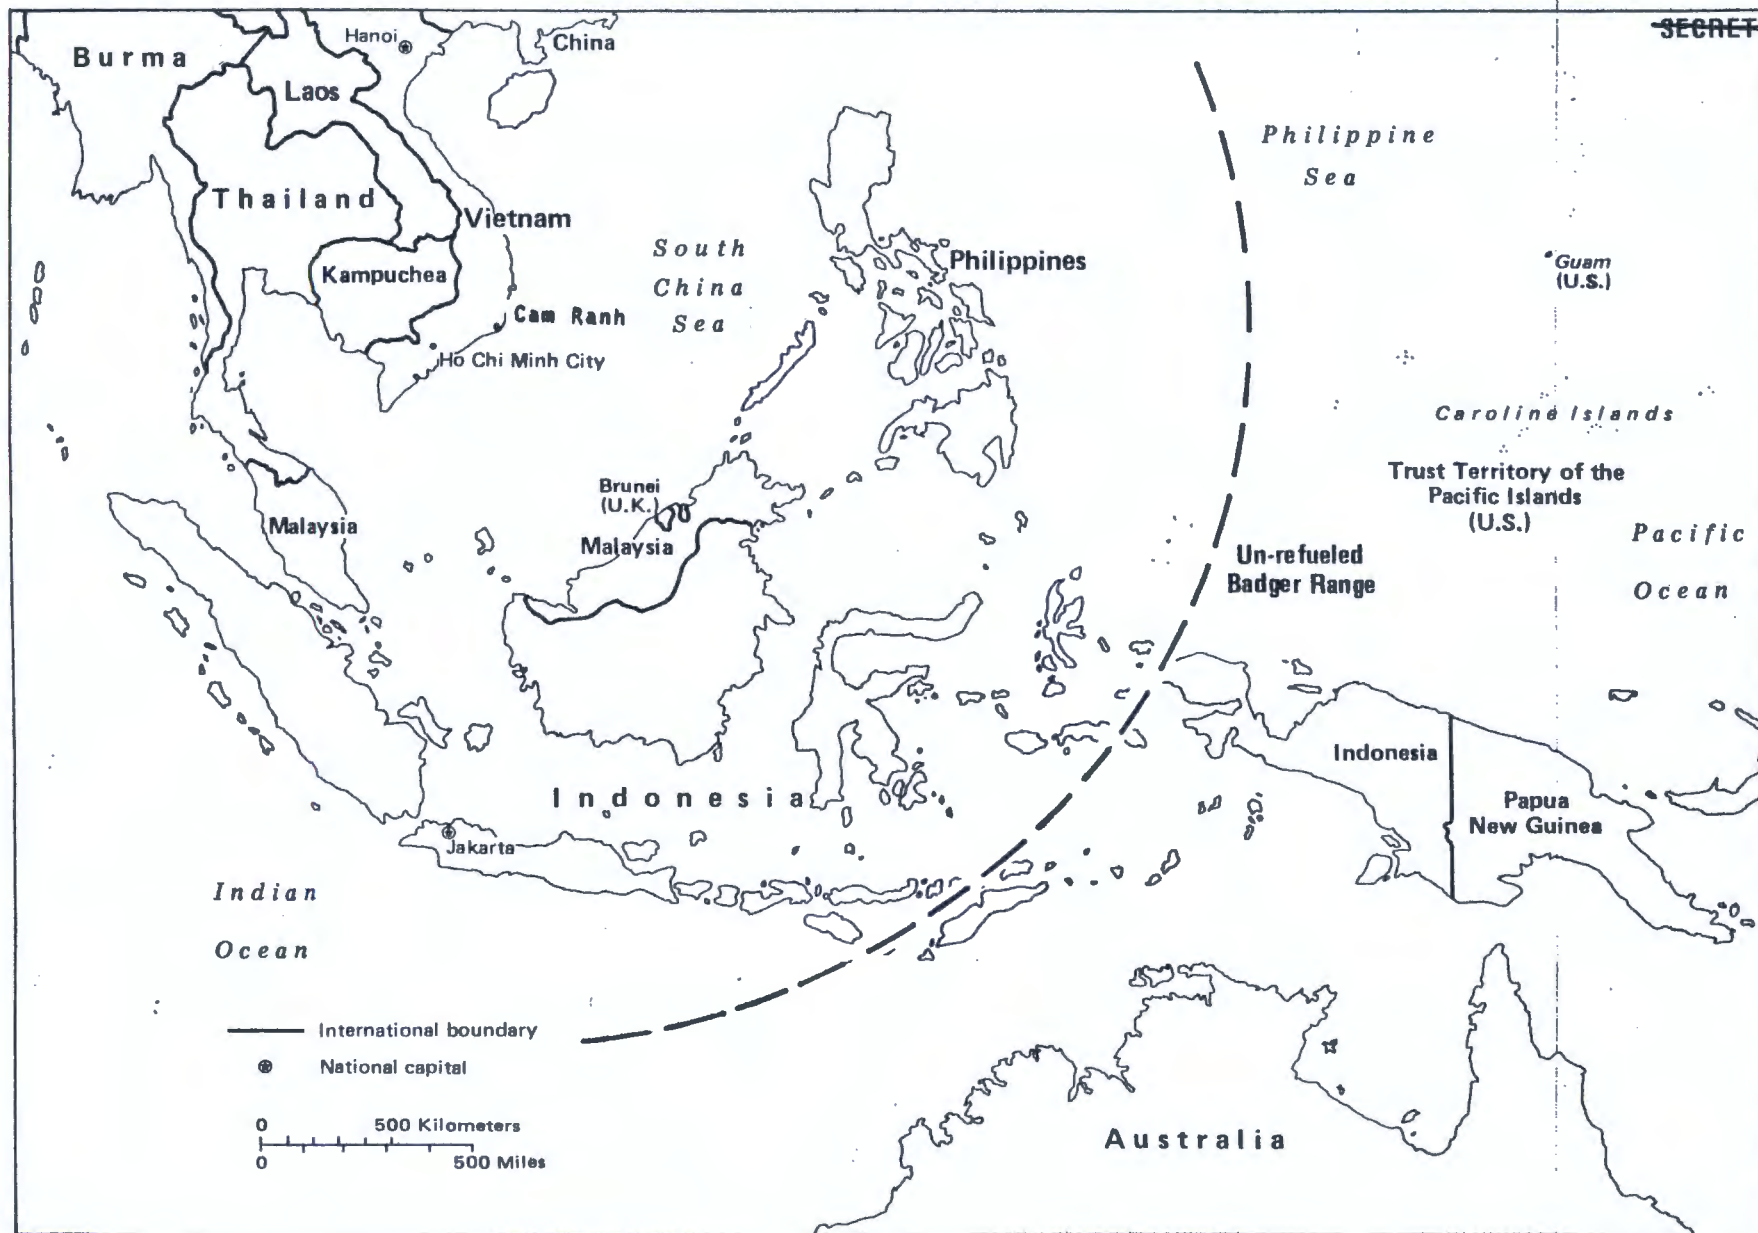 SECRET
Burma
Hanoi
China
Laos
Philippine
Sea
Thailand
Vietnam
South
China
Sea
Philippines
Guam
(U.S.)
Kampuchea
Cam Ranh
Ho Chi Minh City
Caroline Islands
Trust Territory of the
Pacific Islands
(U.S.)
Brunei
(U.K.)
Malaysia
Malaysia
Pacific
Ocean
Un-refueled
Badger Range
Indonesia
Indonesia
Papua
New Guinea
Jakarta
Indian
Ocean
International boundary
National capital
0 500 Kilometers
0 500 Miles
Australia